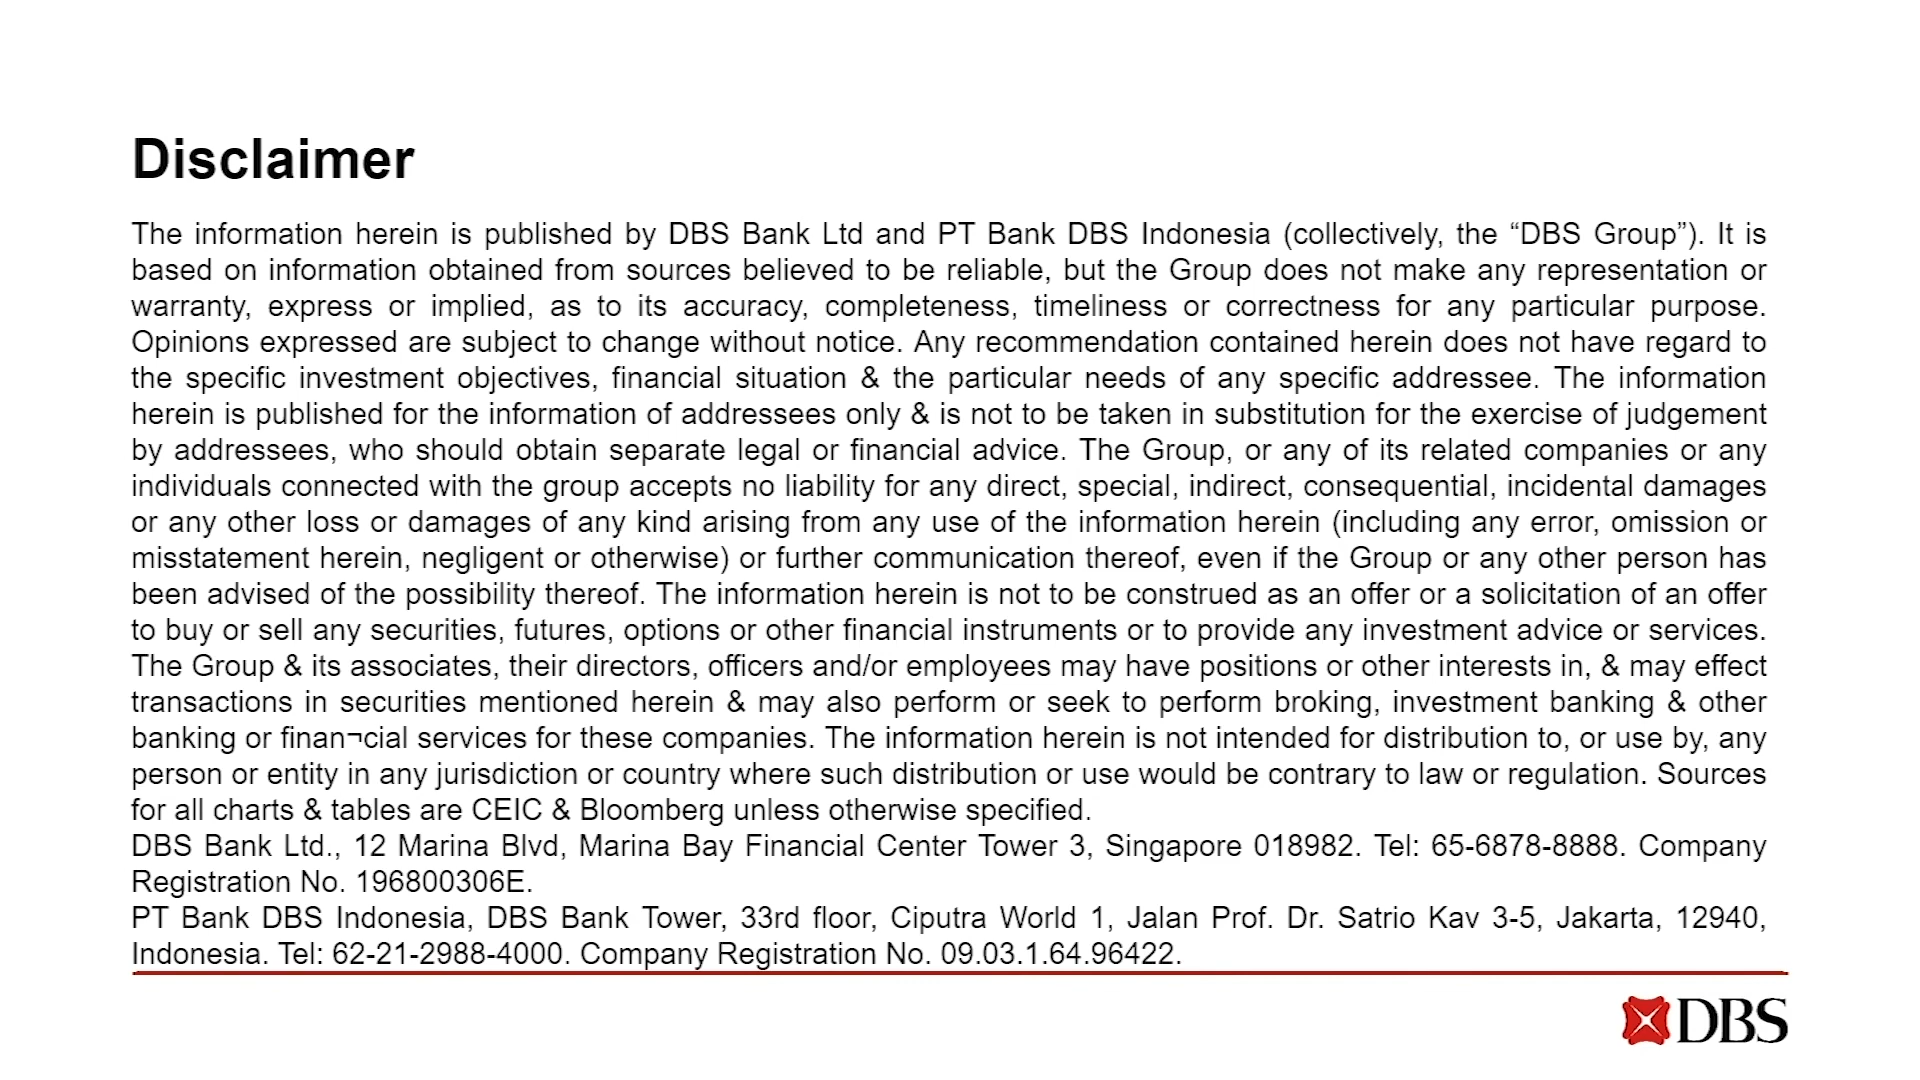 Disclaimer
The information herein is published by DBS Bank Ltd and PT Bank DBS Indonesia (collectively, the “DBS Group”). It is
based on information obtained from sources believed to be reliable, but the Group does not make any representation or
warranty, express or implied, as to its accuracy, completeness, timeliness or correctness for any particular purpose.
Opinions expressed are subject to change without notice. Any recommendation contained herein does not have regard to
the specific investment objectives, financial situation & the particular needs of any specific addressee. The information
herein is published for the information of addressees only & is not to be taken in substitution for the exercise of judgement
by addressees, who should obtain separate legal or financial advice. The Group, or any of its related companies or any
individuals connected with the group accepts no liability for any direct, special, indirect, consequential, incidental damages
or any other loss or damages of any kind arising from any use of the information herein (including any error, omission or
misstatement herein, negligent or otherwise) or further communication thereof, even if the Group or any other person has
been advised of the possibility thereof. The information herein is not to be construed as an offer or a solicitation of an offer
to buy or sell any securities, futures, options or other financial instruments or to provide any investment advice or services.
The Group & its associates, their directors, officers and/or employees may have positions or other interests in, & may effect
transactions in securities mentioned herein & may also perform or seek to perform broking, investment banking & other
banking or finan¬cial services for these companies. The information herein is not intended for distribution to, or use by, any
person or entity in any jurisdiction or country where such distribution or use would be contrary to law or regulation. Sources
for all charts & tables are CEIC & Bloomberg unless otherwise specified.
DBS Bank Ltd., 12 Marina Blvd, Marina Bay Financial Center Tower 3, Singapore 018982. Tel: 65-6878-8888. Company
Registration No. 196800306E.
PT Bank DBS Indonesia, DBS Bank Tower, 33rd floor, Ciputra World 1, Jalan Prof. Dr. Satrio Kav 3-5, Jakarta, 12940,
Indonesia. Tel: 62-21-2988-4000. Company Registration No. 09.03.1.64.96422.
DBS